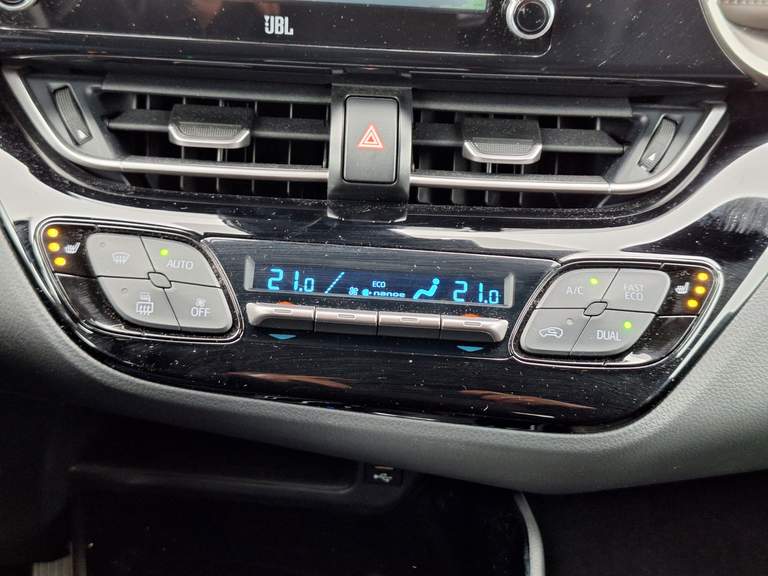 JBL
AUTO
OFF
21.0 ECO nanoe 21.0
A/C FAST ECO
DUAL